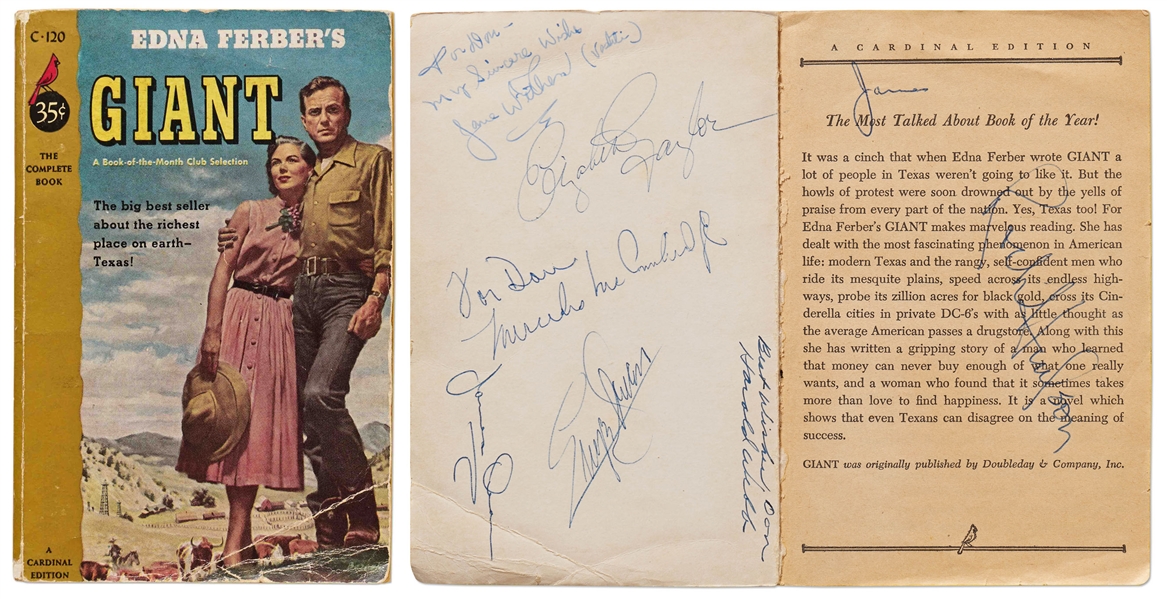 C-120
EDNA FERBER'S
GIANT
35¢
A Book-of-the-Month Club Selection
THE
COMPLETE
BOOK
The big best seller
about the richest
place on earth—
Texas!
A
CARDINAL
EDITION
For Don -
My Sincere Wish
Jane Withers
Elizabeth Taylor
For Don,
Mercedes McCambridge
James Dean
George Stevens
Best Wishes, Don
Harold
A CARDINAL EDITION
James
The Most Talked About Book of the Year!
It was a cinch that when Edna Ferber wrote GIANT a
lot of people in Texas weren't going to like it. But the
howls of protest were soon drowned out by the yells of
praise from every part of the nation. Yes, Texas too! For
Edna Ferber's GIANT makes marvelous reading. She has
dealt with the most fascinating phenomenon in American
life: modern Texas and the rangy, self-confident men who
ride its mesquite plains, speed across its endless high-
ways, probe its zillion acres for black gold, cross its Cin-
derella cities in private DC-6's with as little thought as
the average American passes a drugstore. Along with this
she has written a gripping story of a man who learned
that money can never buy enough of what one really
wants, and a woman who found that it sometimes takes
more than love to find happiness. It is a novel which
shows that even Texans can disagree on the meaning of
success.
Rock Hudson
GIANT was originally published by Doubleday & Company, Inc.